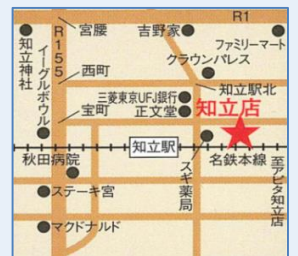 R1
宮腰
吉野家
R155
ファミリーマート
クラウンパレス
知立神社
イーグルボウル
西町
知立駅北
三菱東京UFJ銀行
知立店
宝町
正文堂
知立駅
秋田病院
スギ薬局
名鉄本線
至アピタ知立店
ステーキ宮
マクドナルド